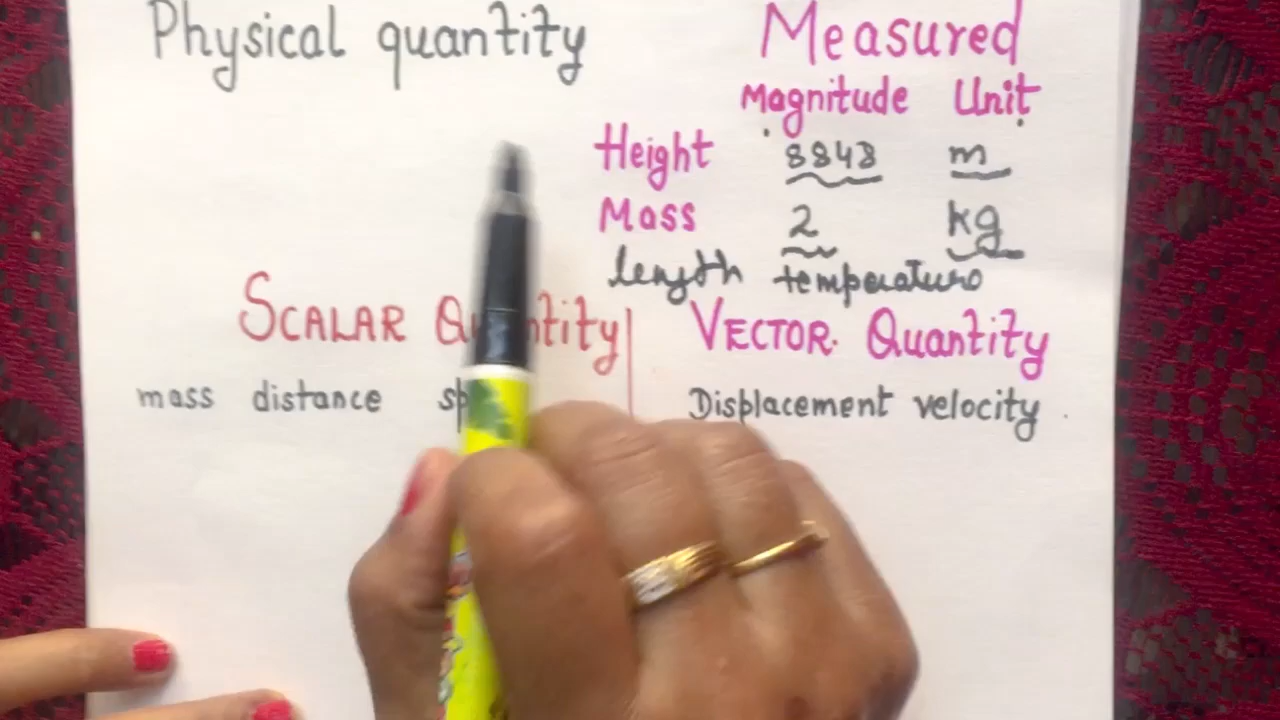 Physical quantity Measured
Magnitude Unit
Height 8848 m
Mass 2 kg
length temperature
SCALAR VECTOR Quantity
mass distance Displacement velocity